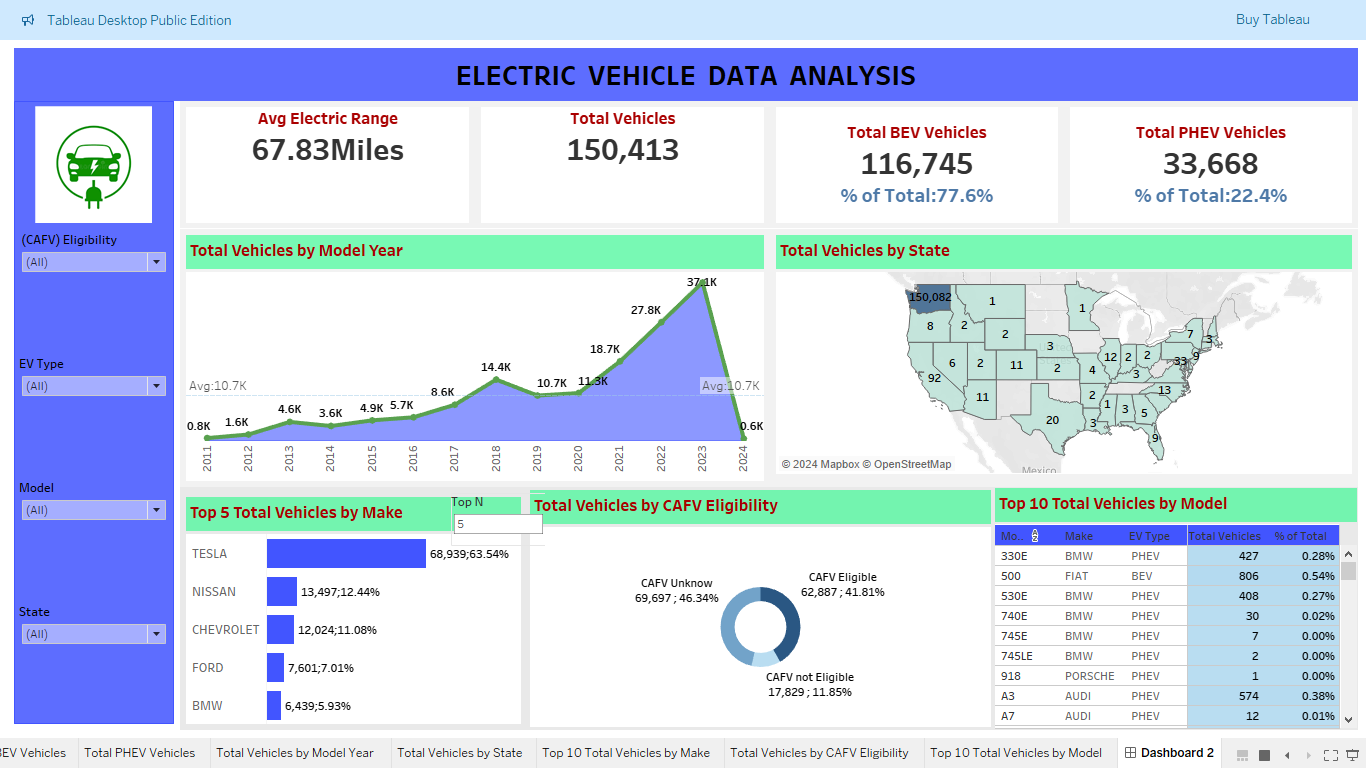 Tableau Desktop Public Edition
Buy Tableau
ELECTRIC VEHICLE DATA ANALYSIS
(CAFV) Eligibility
(All)
EV Type
(All)
Model
(All)
State
(All)
Avg Electric Range
67.83Miles
Total Vehicles
150,413
Total BEV Vehicles
116,745
% of Total:77.6%
Total PHEV Vehicles
33,668
% of Total:22.4%
Total Vehicles by Model Year
37.1K
27.8K
18.7K
14.4K
10.7K
11.3K
8.6K
Avg:10.7K
Avg:10.7K
0.8K
1.6K
4.6K
3.6K
4.9K
5.7K
0.6K
2011
2012
2013
2014
2015
2016
2017
2018
2019
2020
2021
2022
2023
2024
Total Vehicles by State
150,082
1
1
8
2
2
7
3
3
6
2
11
2
12
2
2
33
9
92
4
3
11
2
13
20
3
1
3
5
9
Mexico
© 2024 Mapbox © OpenStreetMap
Top 5 Total Vehicles by Make
Top N
5
TESLA
68,939;63.54%
NISSAN
13,497;12.44%
CHEVROLET
12,024;11.08%
FORD
7,601;7.01%
BMW
6,439;5.93%
Total Vehicles by CAFV Eligibility
CAFV Unknow
69,697 ; 46.34%
CAFV Eligible
62,887 ; 41.81%
CAFV not Eligible
17,829 ; 11.85%
Top 10 Total Vehicles by Model
Mo.. Make EV Type Total Vehicles % of Total
330E BMW PHEV 427 0.28%
500 FIAT BEV 806 0.54%
530E BMW PHEV 408 0.27%
740E BMW PHEV 30 0.02%
745E BMW PHEV 7 0.00%
745LE BMW PHEV 2 0.00%
918 PORSCHE PHEV 1 0.00%
A3 AUDI PHEV 574 0.38%
A7 AUDI PHEV 12 0.01%
BEV Vehicles
Total PHEV Vehicles
Total Vehicles by Model Year
Total Vehicles by State
Top 10 Total Vehicles by Make
Total Vehicles by CAFV Eligibility
Top 10 Total Vehicles by Model
Dashboard 2